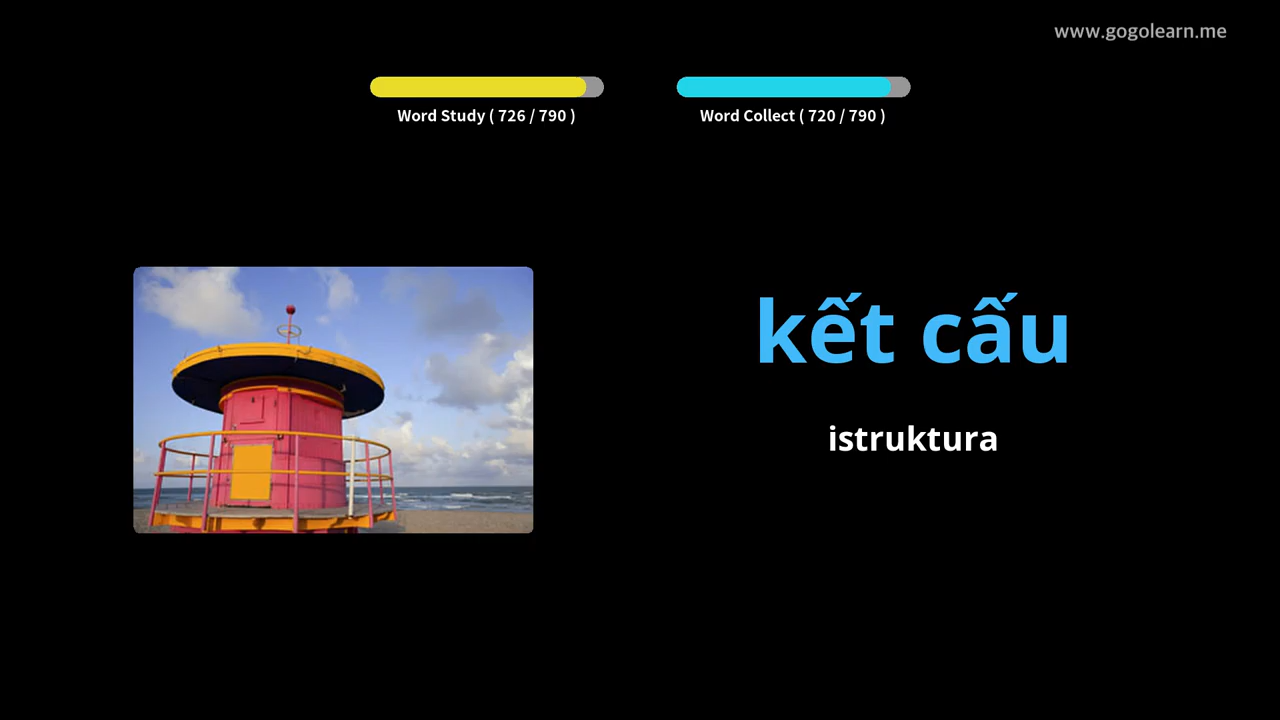 www.gogolearn.me
Word Study ( 726 / 790 )
Word Collect ( 720 / 790 )
kết cấu
istruktura